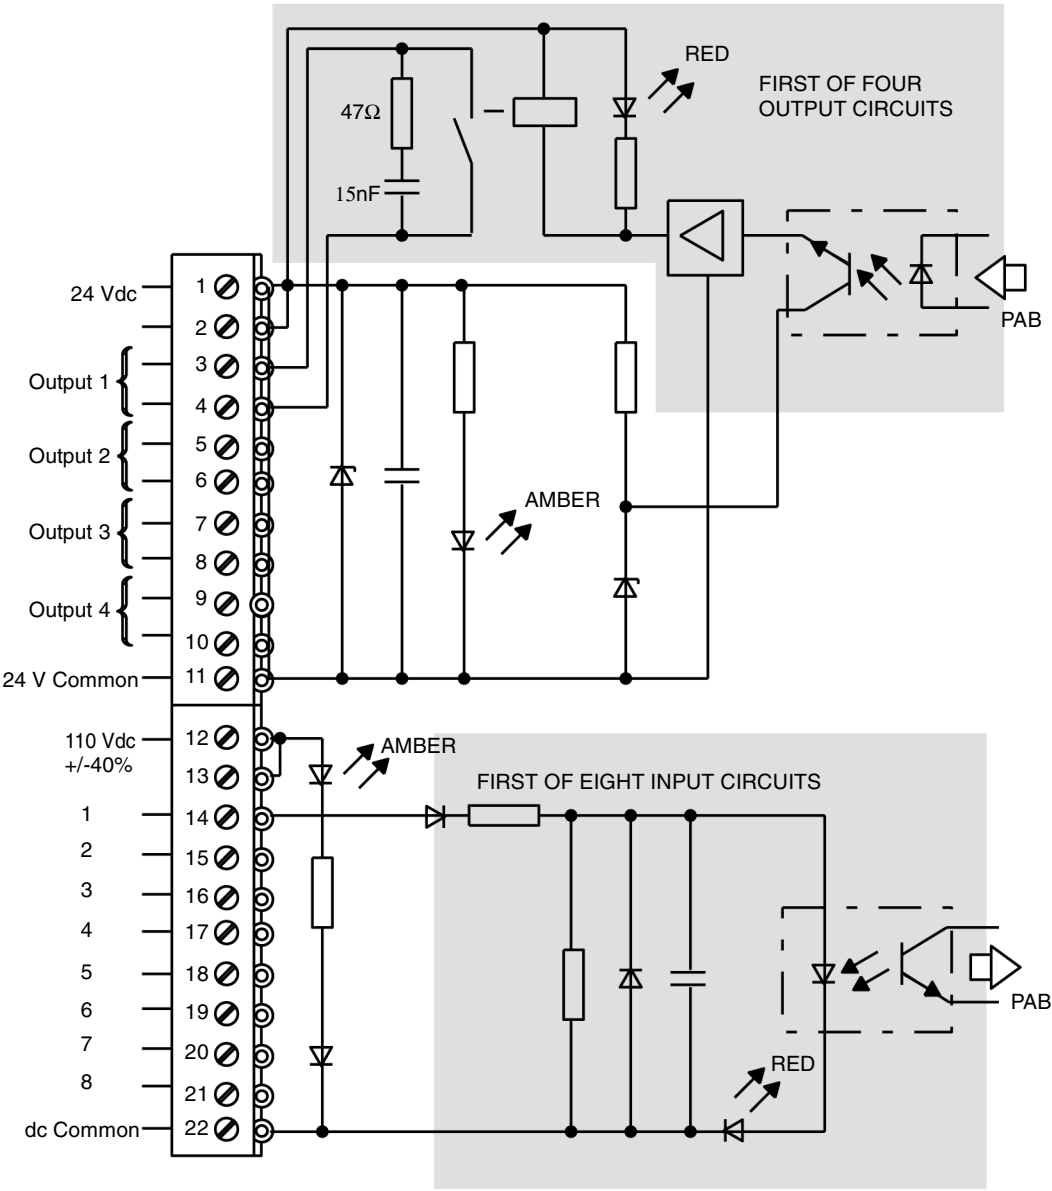 RED
FIRST OF FOUR
OUTPUT CIRCUITS
47Ω
15nF
PAB
24 Vdc
1
2
3
Output 1
4
5
Output 2
6
7
Output 3
8
9
Output 4
10
24 V Common
11
AMBER
110 Vdc
+/-40%
12
13
AMBER
FIRST OF EIGHT INPUT CIRCUITS
1
14
2
15
3
16
4
17
5
18
6
19
7
20
8
21
dc Common
22
PAB
RED